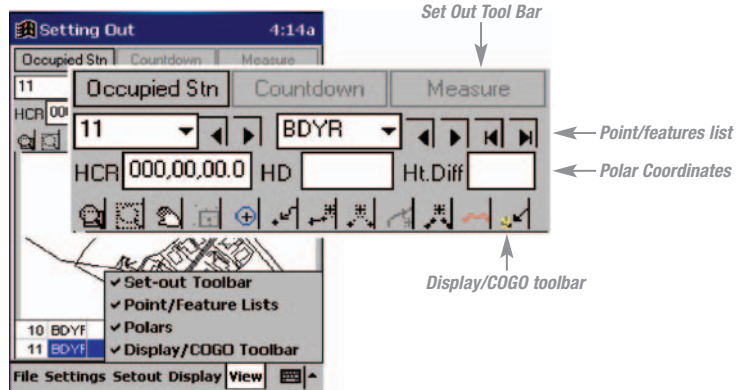 Set Out Tool Bar
Setting Out 4:14a
Occupied Stn Countdown Measure
11
HCR
Occupied Stn Countdown Measure
11 BDYR
Point/features list
HCR 000,00,00.0 HD Ht.Diff
Polar Coordinates
Display/COGO toolbar
Set-out Toolbar
Point/Feature Lists
10 BDYF Polars
11 BDYF Display/COGO Toolbar
File Settings Setout Display View